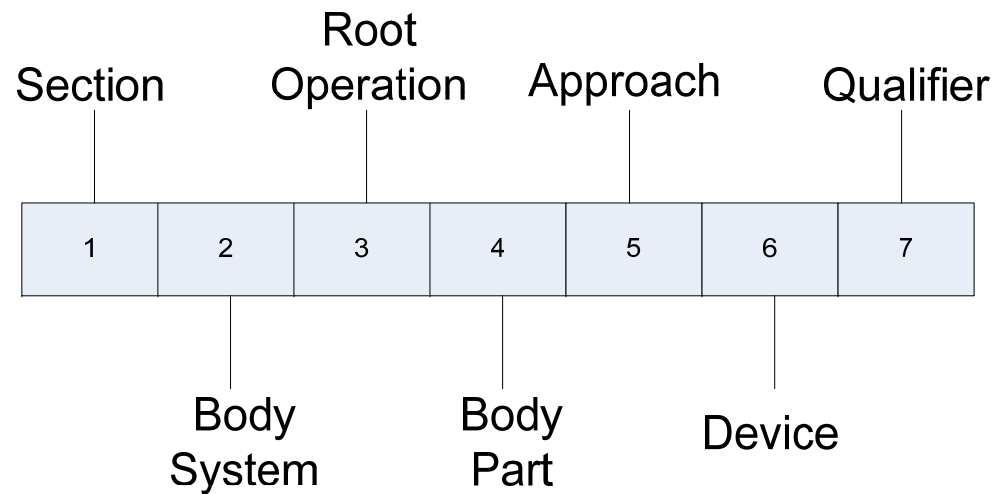 Root
Section
Operation
Approach
Qualifier
1
2
3
4
5
6
7
Body
System
Body
Part
Device